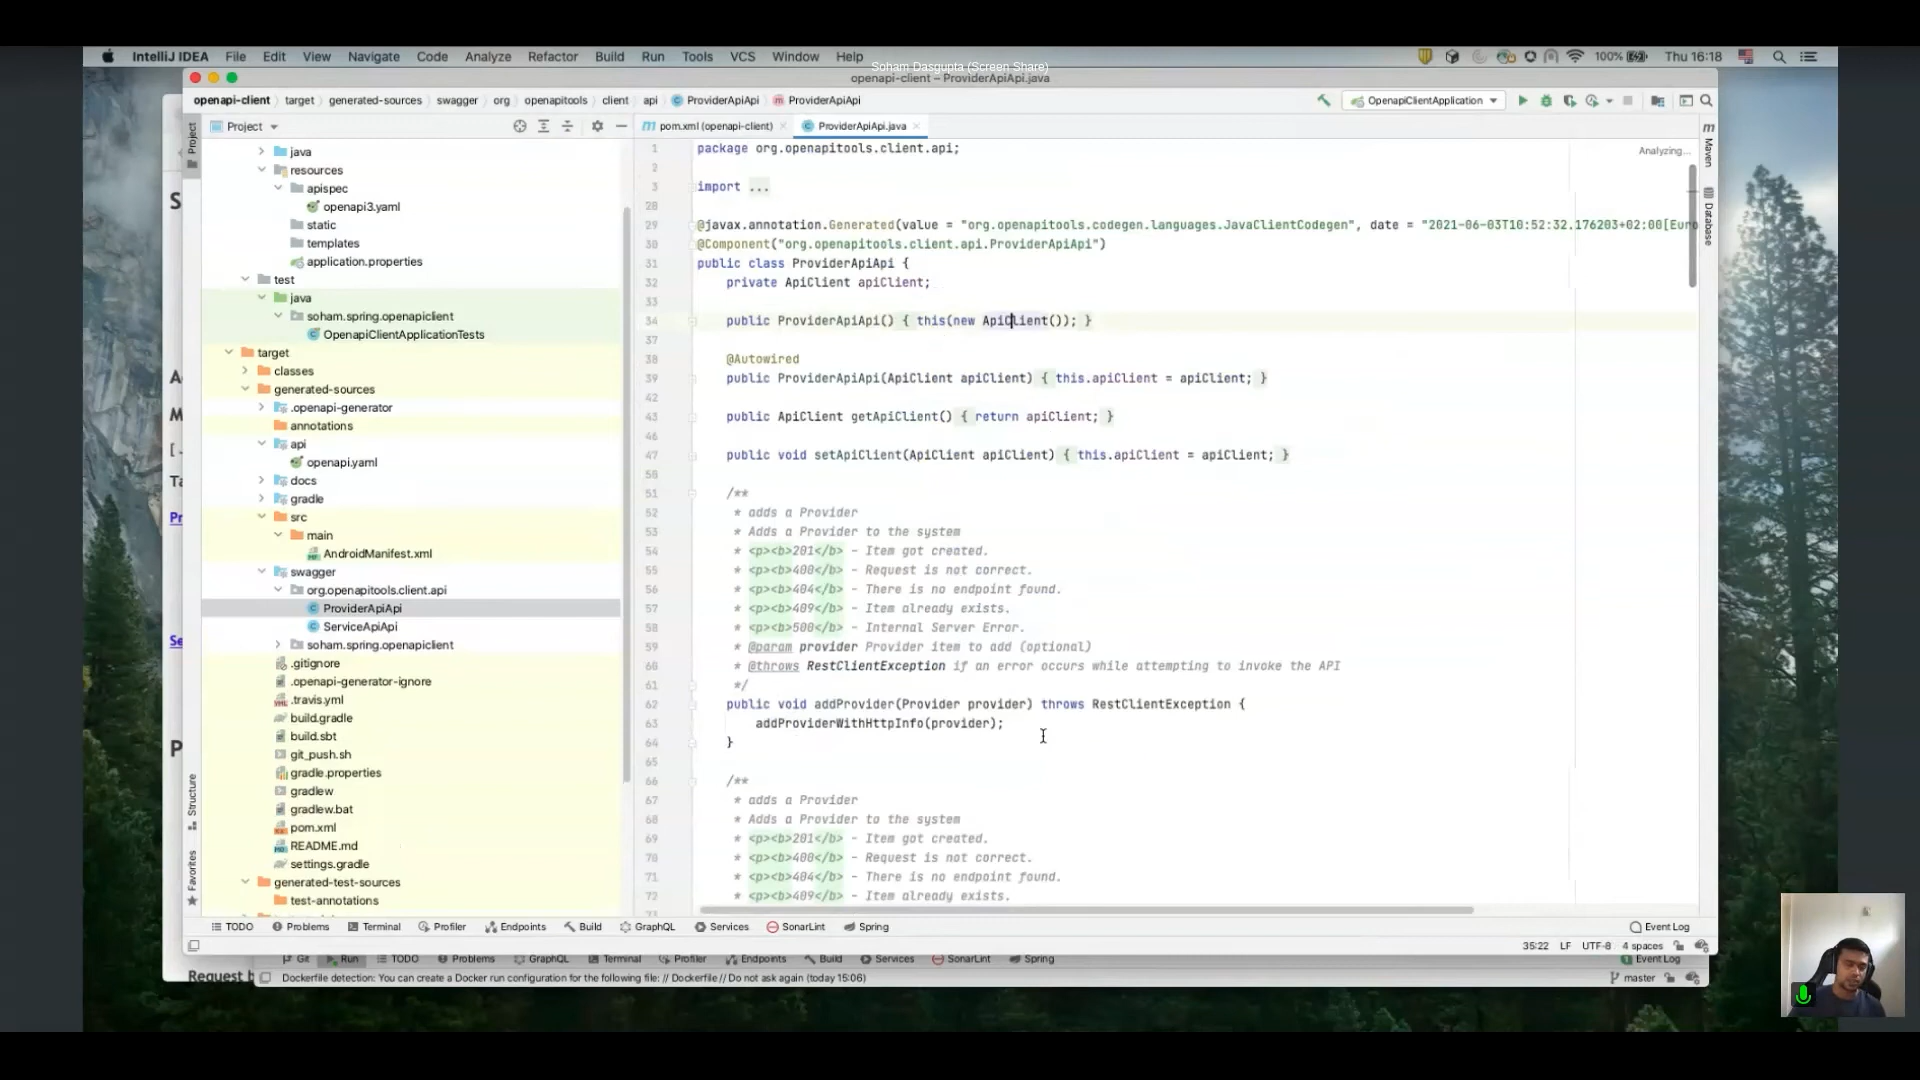 IntelliJ IDEA File Edit View Navigate Code Analyze Refactor Build Run Tools VCS Window Help 100% Thu 16:18
Soham Dasgupta (Screen Share)
openapi-client – ProviderApiApi.java
openapi-client target generated-sources swagger org openapitools client api ProviderApiApi ProviderApiApi OpenapiClientApplication
Project
Project
pom.xml (openapi-client)
ProviderApiApi.java
java
resources
apispec
openapi3.yaml
static
templates
application.properties
test
java
soham.spring.openapiclient
OpenapiClientApplicationTests
target
classes
generated-sources
.openapi-generator
annotations
api
openapi.yaml
docs
gradle
src
main
AndroidManifest.xml
swagger
org.openapitools.client.api
ProviderApiApi
ServiceApiApi
soham.spring.openapiclient
.gitignore
.openapi-generator-ignore
.travis.yml
build.gradle
build.sbt
git_push.sh
gradle.properties
gradlew
gradlew.bat
pom.xml
README.md
settings.gradle
generated-test-sources
test-annotations
Structure
Favorites
Analyzing...
Maven
Database
1 package org.openapitools.client.api;
2
3 import ...
28
29 @javax.annotation.Generated(value = "org.openapitools.codegen.languages.JavaClientCodegen", date = "2021-06-03T10:52:32.176203+02:00[Euro
30 @Component("org.openapitools.client.api.ProviderApiApi")
31 public class ProviderApiApi {
32 private ApiClient apiClient;
33
34 public ProviderApiApi() { this(new ApiClient()); }
37
38 @Autowired
39 public ProviderApiApi(ApiClient apiClient) { this.apiClient = apiClient; }
42
43 public ApiClient getApiClient() { return apiClient; }
46
47 public void setApiClient(ApiClient apiClient) { this.apiClient = apiClient; }
50
51 /**
52 * adds a Provider
53 * Adds a Provider to the system
54 * <p><b>201</b> - Item got created.
55 * <p><b>400</b> - Request is not correct.
56 * <p><b>404</b> - There is no endpoint found.
57 * <p><b>409</b> - Item already exists.
58 * <p><b>500</b> - Internal Server Error.
59 * @param provider Provider item to add (optional)
60 * @throws RestClientException if an error occurs while attempting to invoke the API
61 */
62 public void addProvider(Provider provider) throws RestClientException {
63 addProviderWithHttpInfo(provider);
64 }
65
66 /**
67 * adds a Provider
68 * Adds a Provider to the system
69 * <p><b>201</b> - Item got created.
70 * <p><b>400</b> - Request is not correct.
71 * <p><b>404</b> - There is no endpoint found.
72 * <p><b>409</b> - Item already exists.
TODO Problems Terminal Profiler Endpoints Build GraphQL Services SonarLint Spring Event Log
35:22 LF UTF-8 4 spaces
Git Run TODO Problems GraphQL Terminal Profiler Endpoints Build Services SonarLint Spring Event Log
Request b
Dockerfile detection: You can create a Docker run configuration for the following file: // Dockerfile // Do not ask again (today 15:06)
master